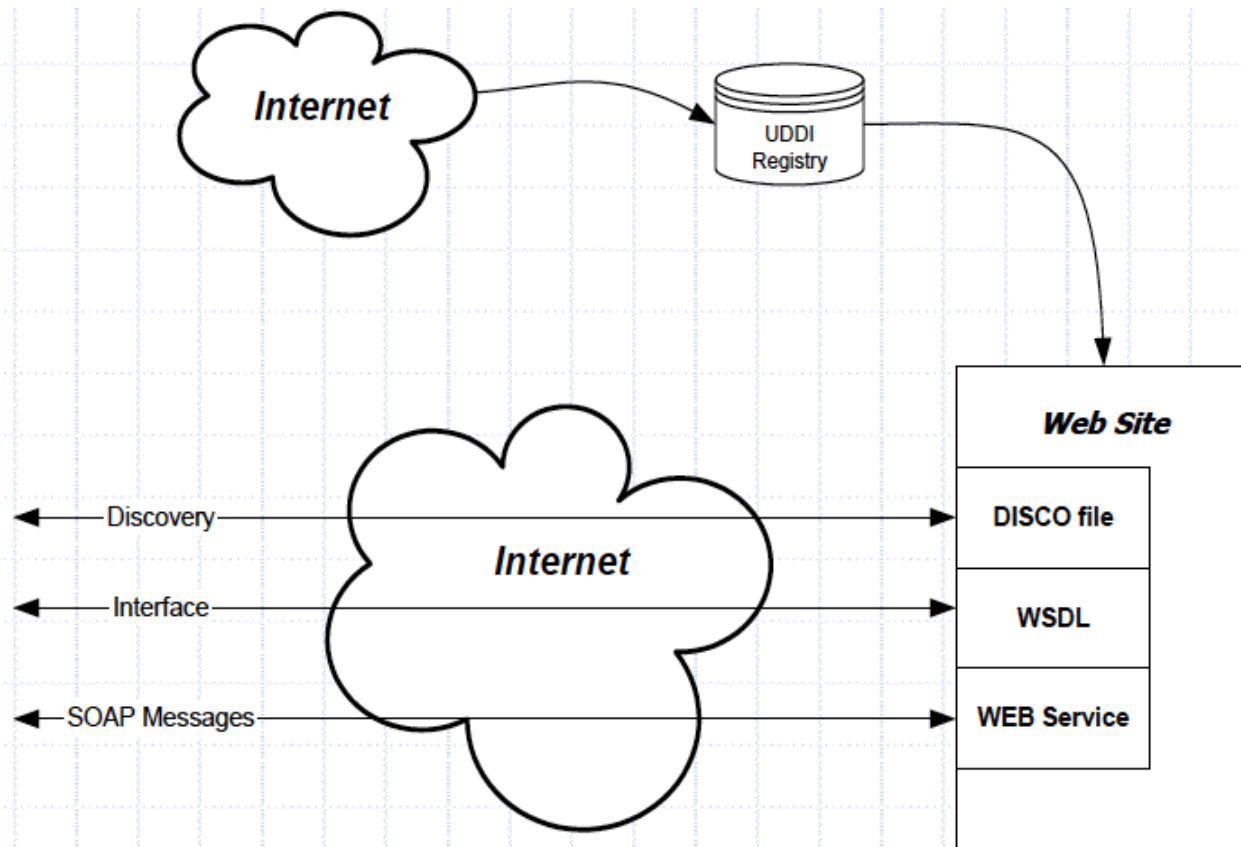 Internet
UDDI
Registry
Web Site
Discovery
DISCO file
Internet
Interface
WSDL
SOAP Messages
WEB Service